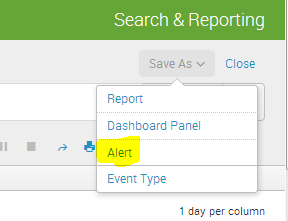 Search & Reporting
Save As
Close
Report
Dashboard Panel
Alert
Event Type
1 day per column